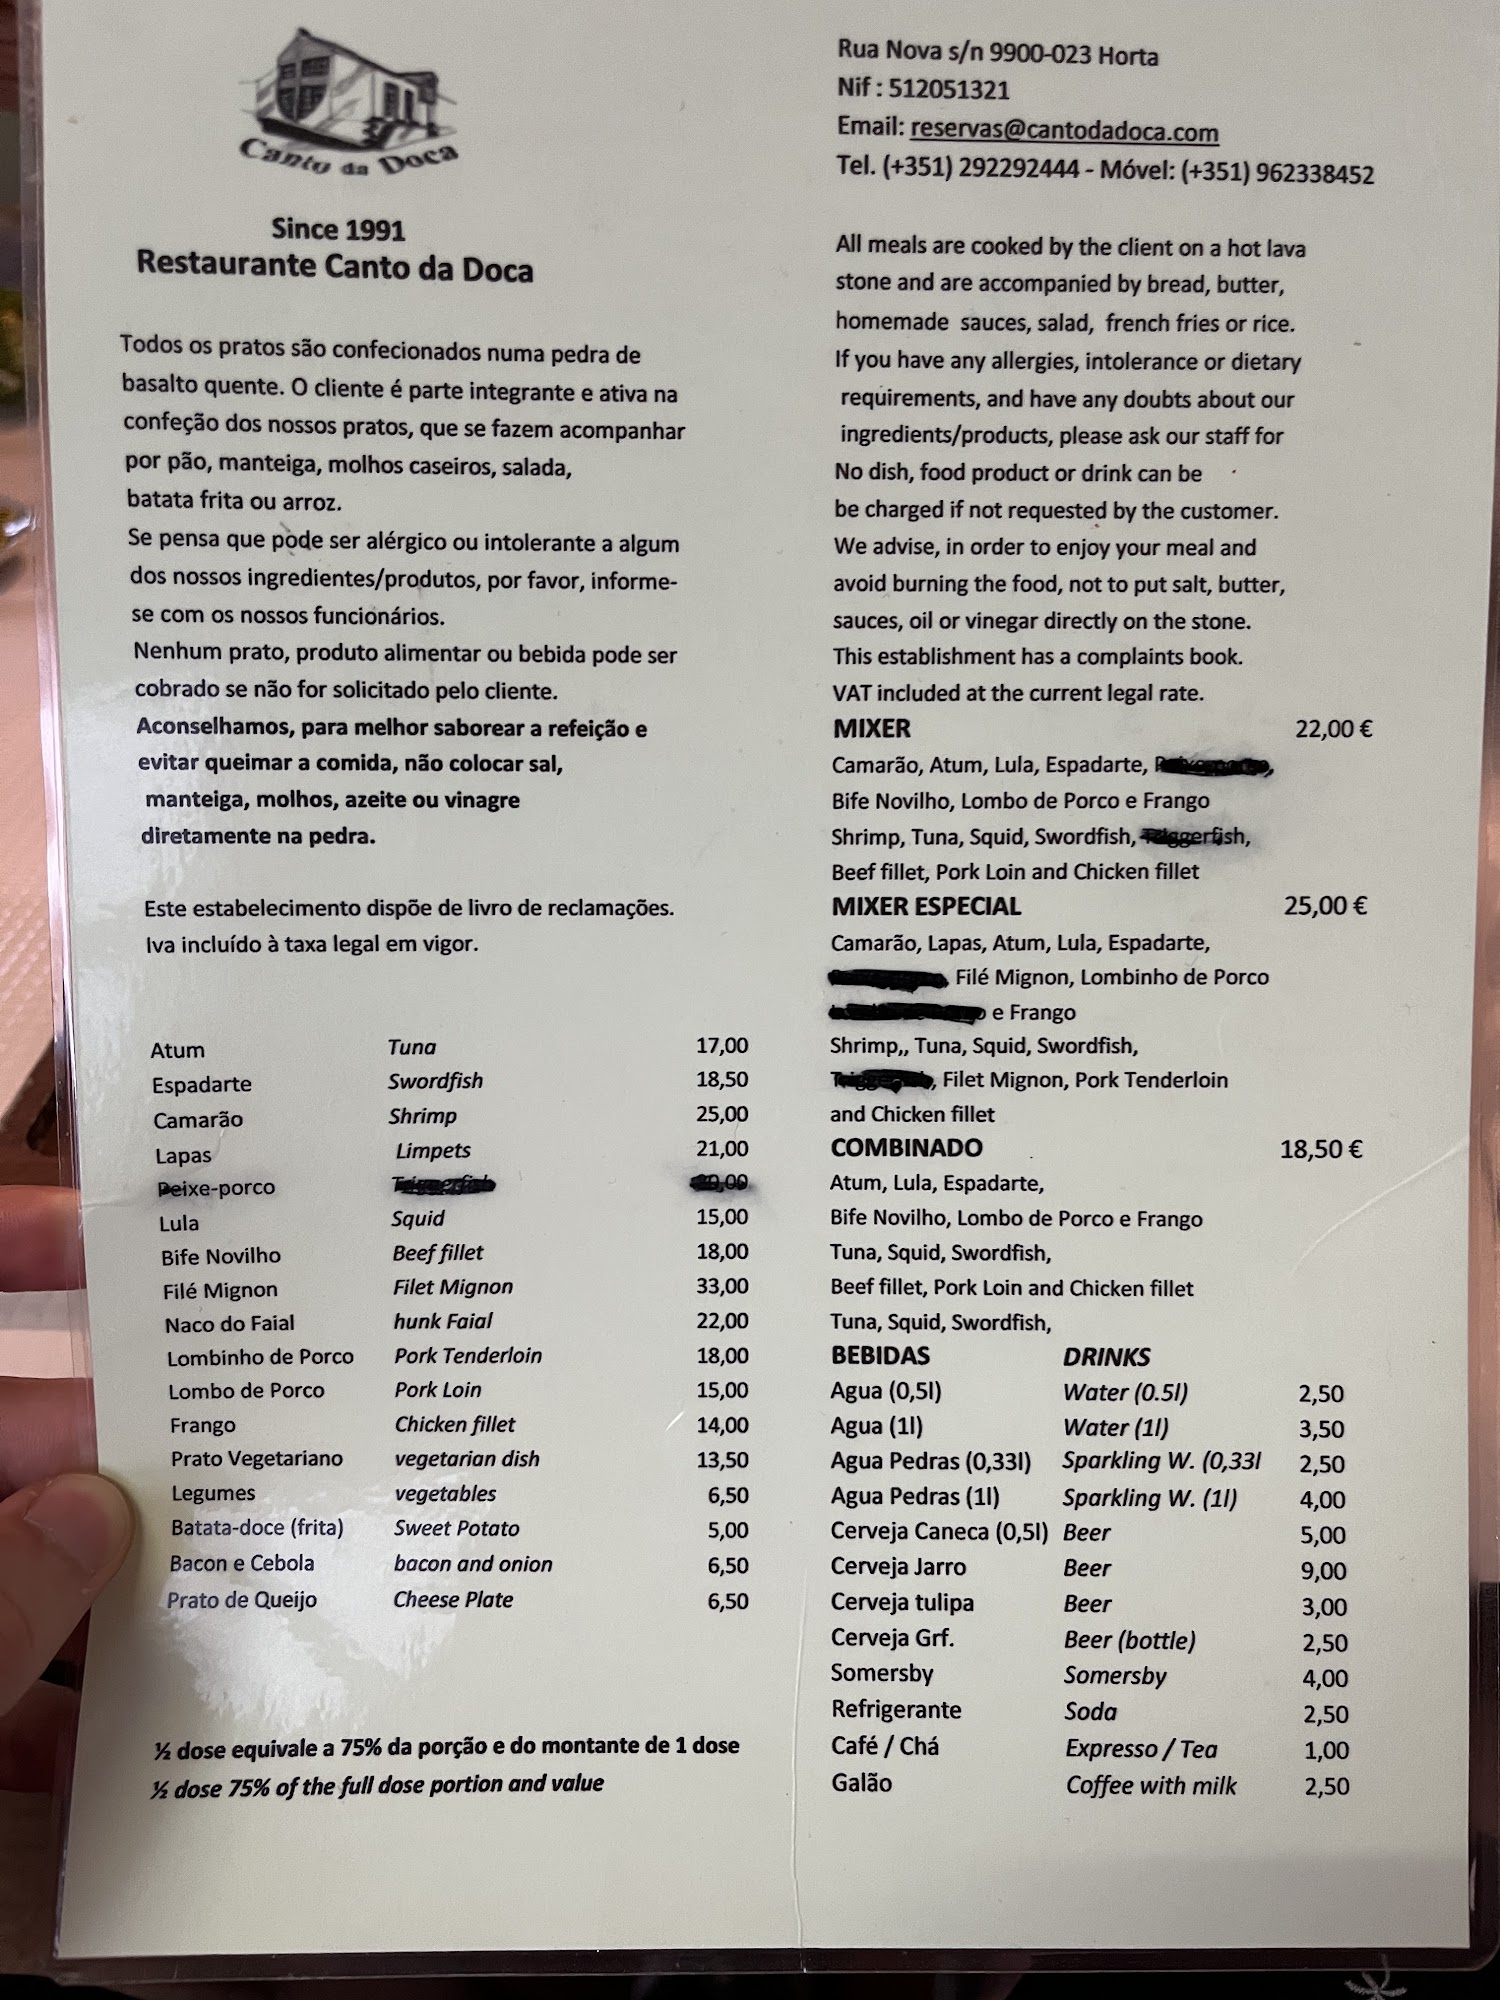 Canto da Doca
Since 1991
Restaurante Canto da Doca
Todos os pratos são confecionados numa pedra de
basalto quente. O cliente é parte integrante e ativa na
confeção dos nossos pratos, que se fazem acompanhar
por pão, manteiga, molhos caseiros, salada,
batata frita ou arroz.
Se pensa que pode ser alérgico ou intolerante a algum
dos nossos ingredientes/produtos, por favor, informe-
se com os nossos funcionários.
Nenhum prato, produto alimentar ou bebida pode ser
cobrado se não for solicitado pelo cliente.
Aconselhamos, para melhor saborear a refeição e
evitar queimar a comida, não colocar sal,
manteiga, molhos, azeite ou vinagre
diretamente na pedra.
Este estabelecimento dispõe de livro de reclamações.
Iva incluído à taxa legal em vigor.
Atum Tuna 17,00
Espadarte Swordfish 18,50
Camarão Shrimp 25,00
Lapas Limpets 21,00
Peixe-porco Triggerfish 20,00
Lula Squid 15,00
Bife Novilho Beef fillet 18,00
Filé Mignon Filet Mignon 33,00
Naco do Faial hunk Faial 22,00
Lombinho de Porco Pork Tenderloin 18,00
Lombo de Porco Pork Loin 15,00
Frango Chicken fillet 14,00
Prato Vegetariano vegetarian dish 13,50
Legumes vegetables 6,50
Batata-doce (frita) Sweet Potato 5,00
Bacon e Cebola bacon and onion 6,50
Prato de Queijo Cheese Plate 6,50
½ dose equivale a 75% da porção e do montante de 1 dose
½ dose 75% of the full dose portion and value
Rua Nova s/n 9900-023 Horta
Nif : 512051321
Email: reservas@cantodadoca.com
Tel. (+351) 292292444 - Móvel: (+351) 962338452
All meals are cooked by the client on a hot lava
stone and are accompanied by bread, butter,
homemade sauces, salad, french fries or rice.
If you have any allergies, intolerance or dietary
requirements, and have any doubts about our
ingredients/products, please ask our staff for
No dish, food product or drink can be
be charged if not requested by the customer.
We advise, in order to enjoy your meal and
avoid burning the food, not to put salt, butter,
sauces, oil or vinegar directly on the stone.
This establishment has a complaints book.
VAT included at the current legal rate.
MIXER 22,00 €
Camarão, Atum, Lula, Espadarte,
Bife Novilho, Lombo de Porco e Frango
Shrimp, Tuna, Squid, Swordfish, Triggerfish,
Beef fillet, Pork Loin and Chicken fillet
MIXER ESPECIAL 25,00 €
Camarão, Lapas, Atum, Lula, Espadarte,
Filé Mignon, Lombinho de Porco
e Frango
Shrimp,, Tuna, Squid, Swordfish,
Triggerfish, Filet Mignon, Pork Tenderloin
and Chicken fillet
COMBINADO 18,50 €
Atum, Lula, Espadarte,
Bife Novilho, Lombo de Porco e Frango
Tuna, Squid, Swordfish,
Beef fillet, Pork Loin and Chicken fillet
Tuna, Squid, Swordfish,
BEBIDAS DRINKS
Agua (0,5l) Water (0.5l) 2,50
Agua (1l) Water (1l) 3,50
Agua Pedras (0,33l) Sparkling W. (0,33l 2,50
Agua Pedras (1l) Sparkling W. (1l) 4,00
Cerveja Caneca (0,5l) Beer 5,00
Cerveja Jarro Beer 9,00
Cerveja tulipa Beer 3,00
Cerveja Grf. Beer (bottle) 2,50
Somersby Somersby 4,00
Refrigerante Soda 2,50
Café / Chá Expresso / Tea 1,00
Galão Coffee with milk 2,50